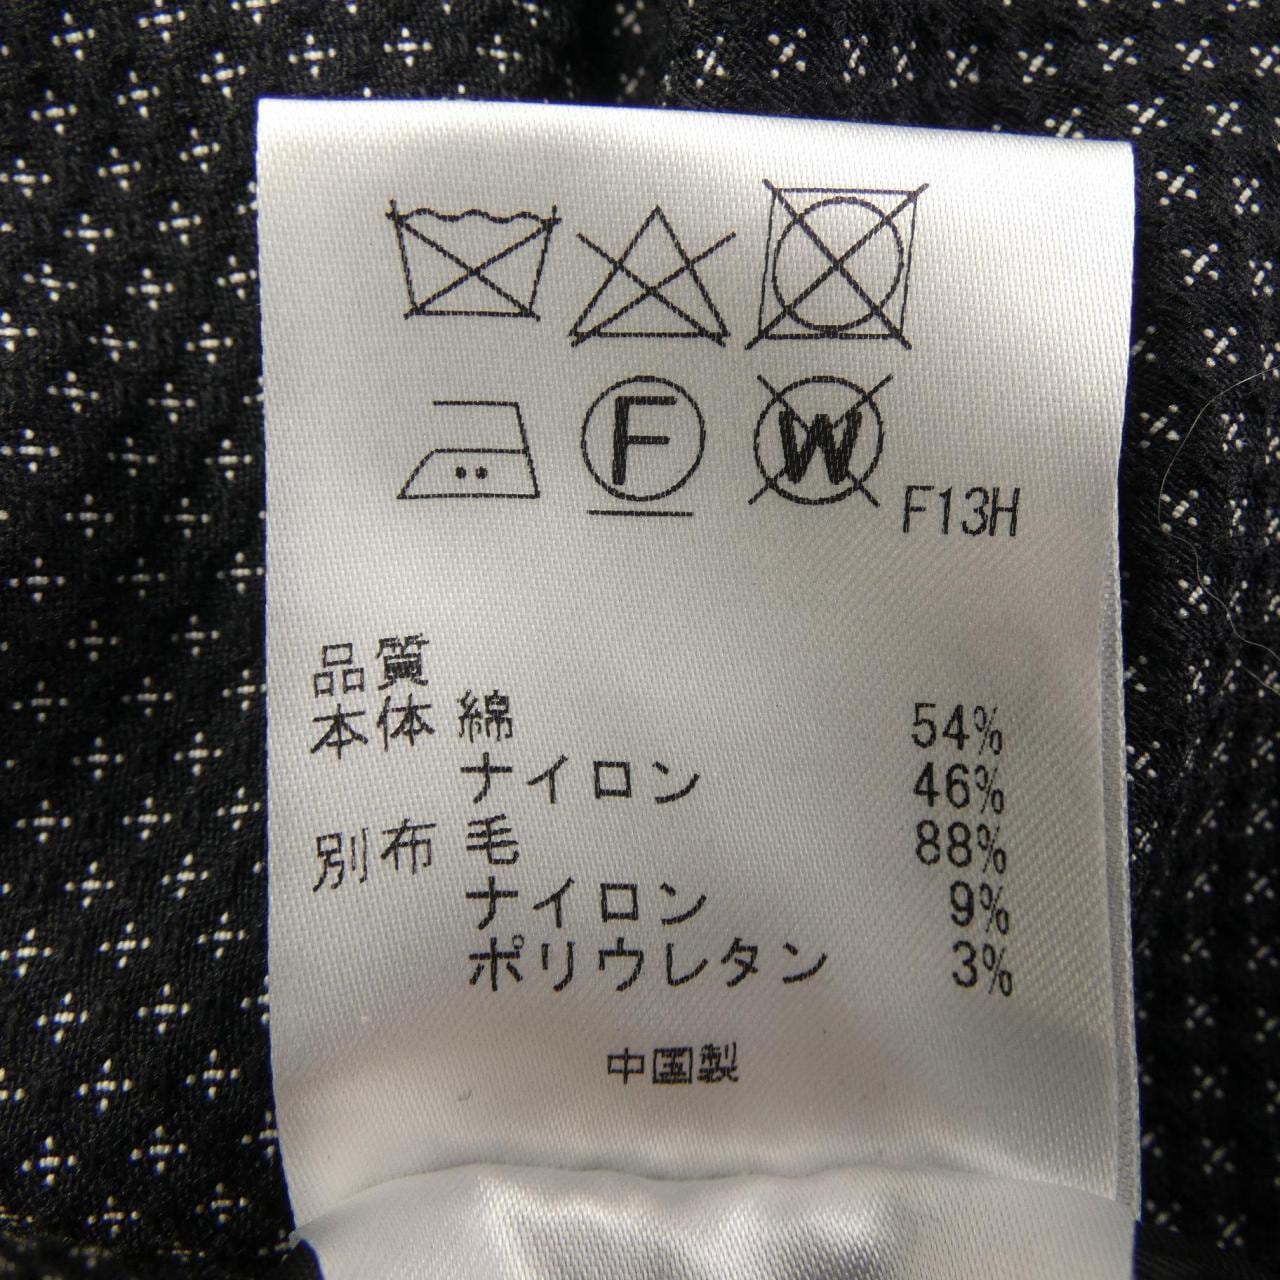 F
W
F13H
品質
本体 綿 54%
ナイロン 46%
別布 毛 88%
ナイロン 9%
ポリウレタン 3%
中国製